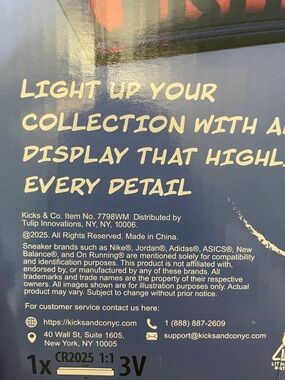 LIGHT UP YOUR
COLLECTION WITH A
DISPLAY THAT HIGHL
EVERY DETAIL
Kicks & Co. Item No. 7798WM Distributed by
Tulip Innovations, NY, NY, 10006.
©2025. All Rights Reserved. Made in China.
Sneaker brands such as Nike®, Jordan®, Adidas®, ASICS®, New
Balance®, and On Running® are mentioned solely for compatibility
and identification purposes. This product is not affiliated with,
endorsed by, or manufactured by any of these brands. All
trademarks and trade names are the property of their respective
owners. All images shown are for illustration purposes only. Actual
product may vary. Subject to change without prior notice.
For customer service contact us here:
https://kicksandconyc.com 1 (888) 887-2609
40 Wall St, Suite 1605, support@kicksandconyc.com
New York, NY 10005
1x CR2025 1:1 3V